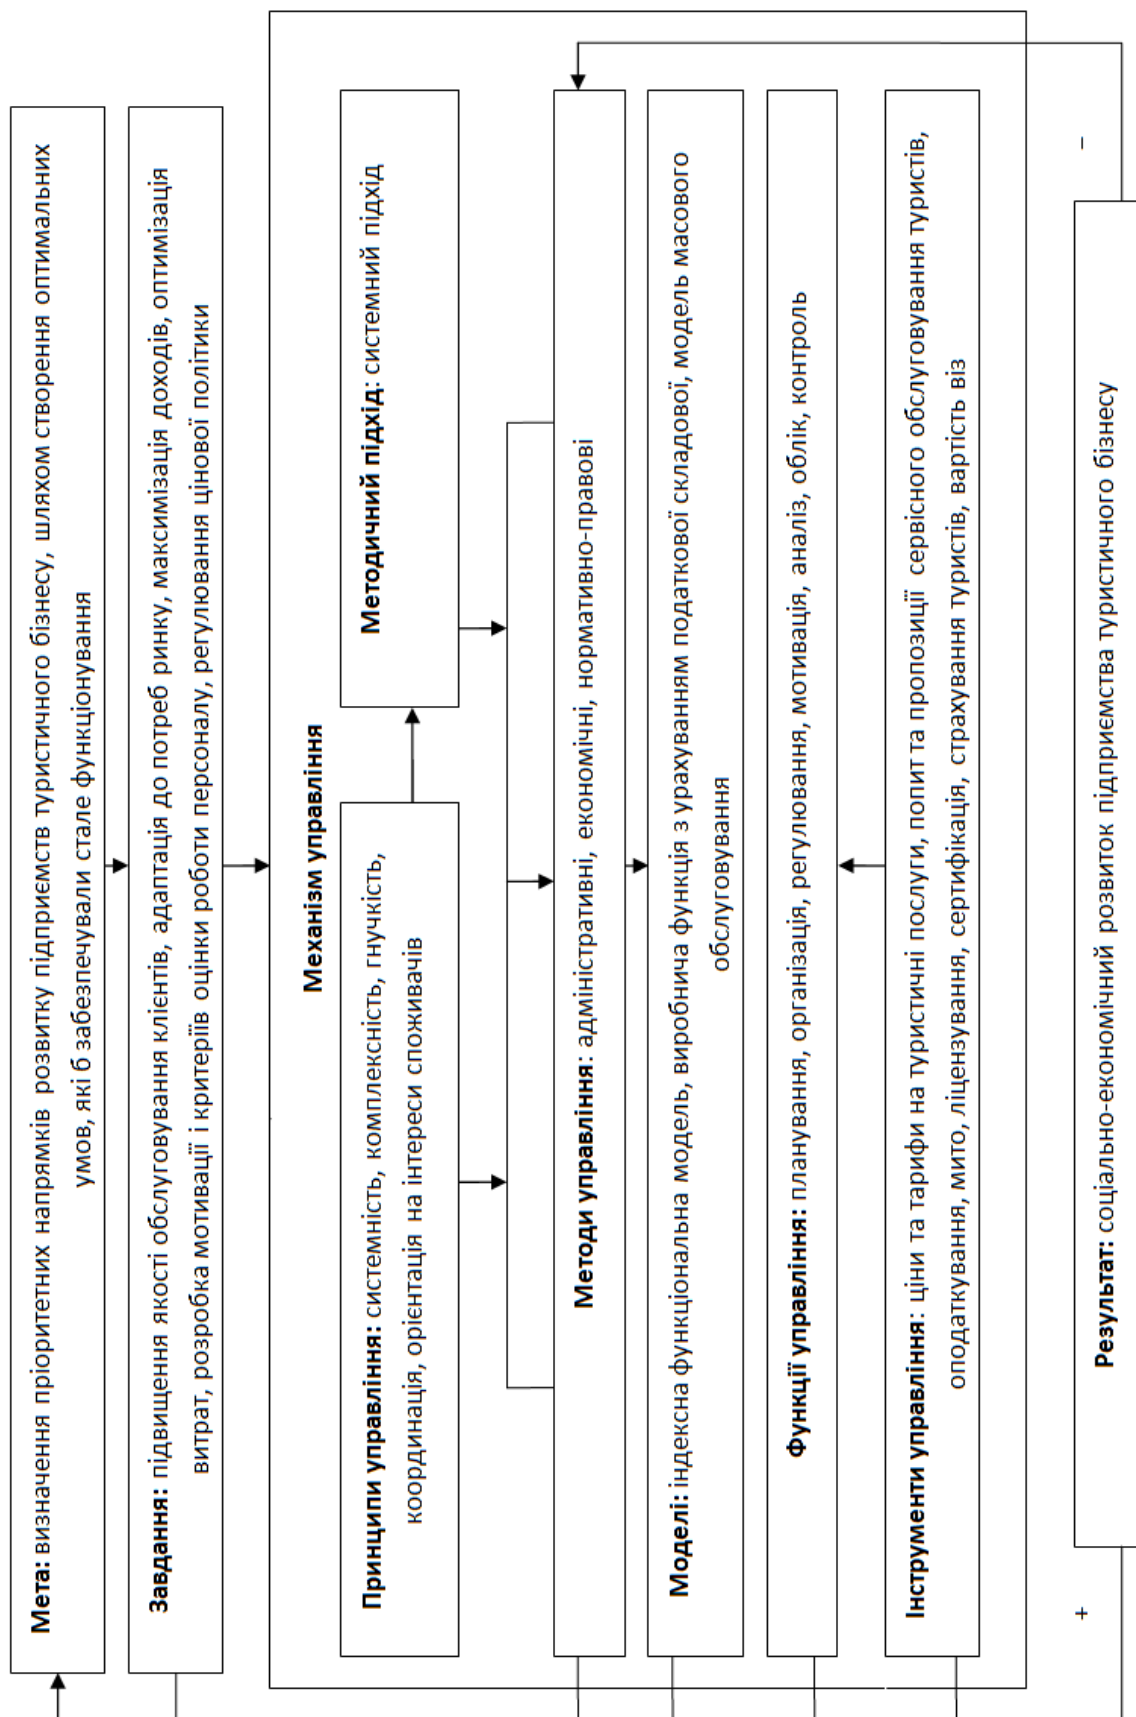 Мета: визначення пріоритетних напрямків розвитку підприємств туристичного бізнесу, шляхом створення оптимальних
умов, які б забезпечували стале функціонування
Завдання: підвищення якості обслуговування клієнтів, адаптація до потреб ринку, максимізація доходів, оптимізація
витрат, розробка мотивації і критеріїв оцінки роботи персоналу, регулювання цінової політики
Механізм управління
Принципи управління: системність, комплексність, гнучкість,
координація, орієнтація на інтереси споживачів
Методичний підхід: системний підхід
Методи управління: адміністративні, економічні, нормативно-правові
Моделі: індексна функціональна модель, виробнича функція з урахуванням податкової складової, модель масового
обслуговування
Функції управління: планування, організація, регулювання, мотивація, аналіз, облік, контроль
Інструменти управління: ціни та тарифи на туристичні послуги, попит та пропозиції сервісного обслуговування туристів,
оподаткування, мито, ліцензування, сертифікація, страхування туристів, вартість віз
+
–
Результат: соціально-економічний розвиток підприємства туристичного бізнесу